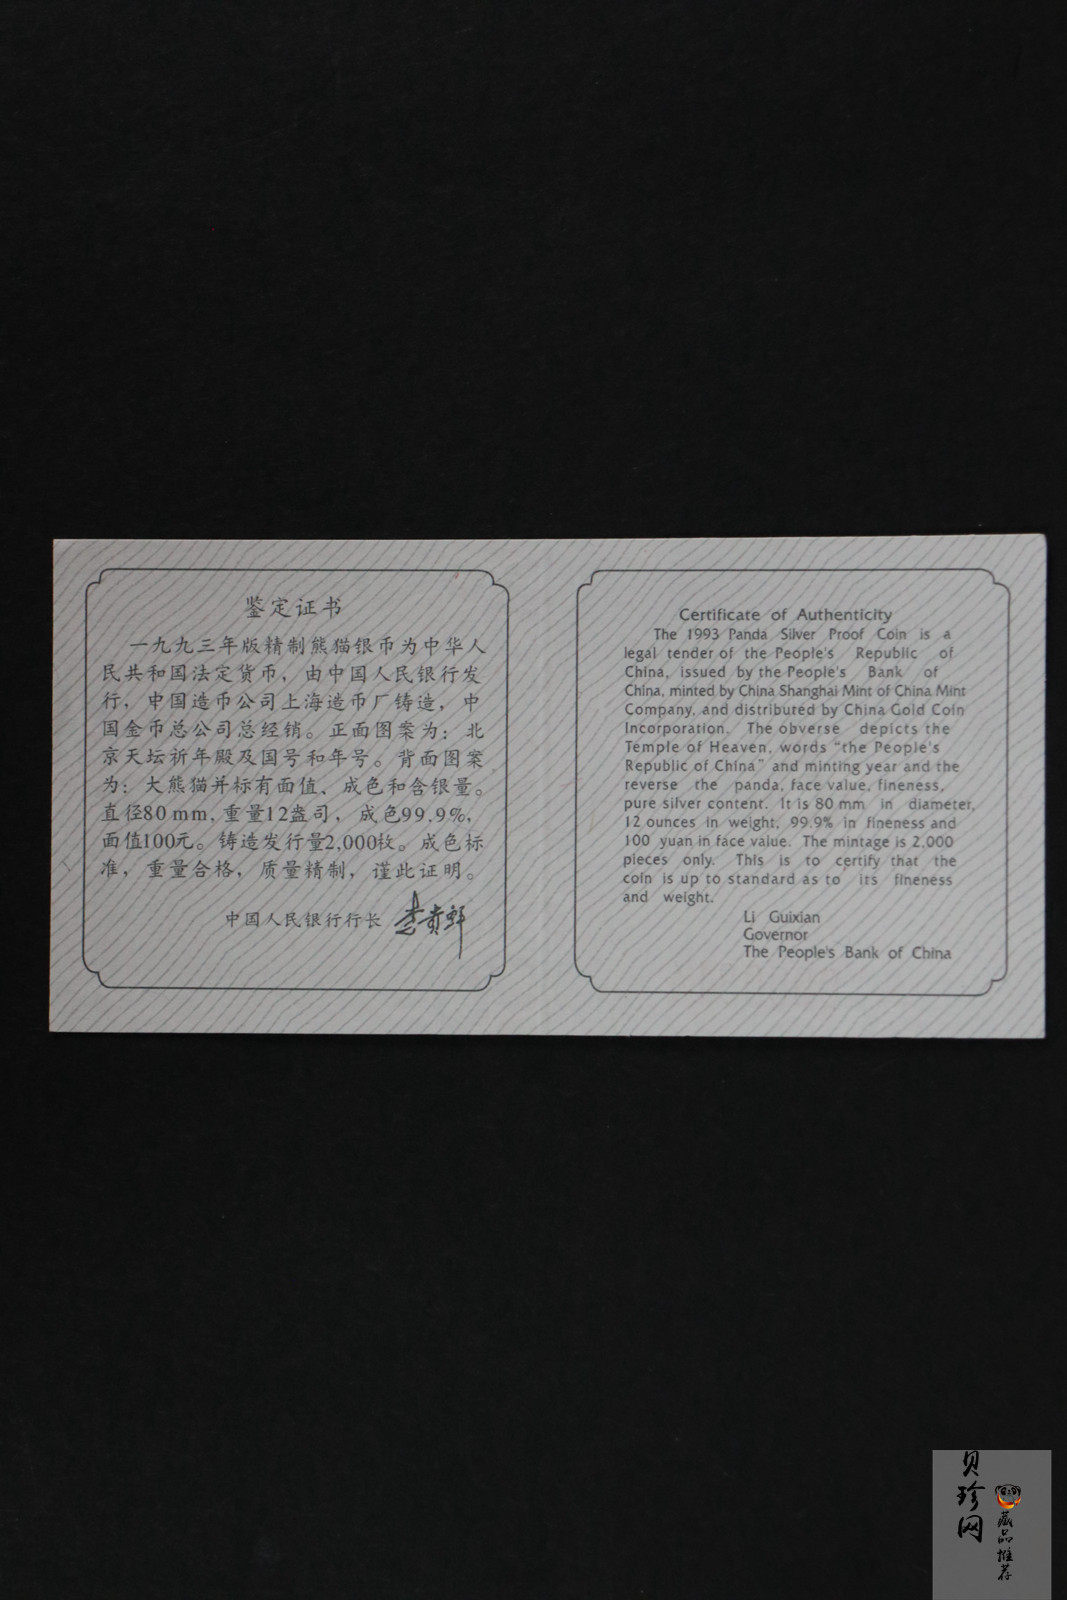 鉴定证书
一九九三年版精制熊猫银币为中华人
民共和国法定货币，由中国人民银行发
行，中国造币公司上海造币厂铸造，中
国金币总公司总经销。正面图案为：北
京天坛祈年殿及国号和年号。背面图案
为：大熊猫并标有面值、成色和含银量。
直径80mm,重量12盎司，成色99.9%,
面值100元。铸造发行量2,000枚。成色标
准，重量合格，质量精制，谨此证明。
中国人民银行行长 李贵鲜
Certificate of Authenticity
The 1993 Panda Silver Proof Coin is a
legal tender of the People's Republic of
China, issued by the People's Bank of
China, minted by China Shanghai Mint of China Mint
Company, and distributed by China Gold Coin
Incorporation. The obverse depicts the
Temple of Heaven, words "the People's
Republic of China" and minting year and the
reverse the panda, face value, fineness,
pure silver content. It is 80 mm in diameter,
12 ounces in weight, 99.9% in fineness and
100 yuan in face value. The mintage is 2,000
pieces only. This is to certify that the
coin is up to standard as to its fineness
and weight.
Li Guixian
Governor
The People's Bank of China
贝珍网
藏品推荐